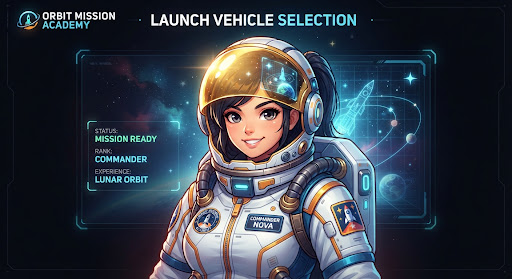 ORBIT MISSION
ACADEMY
LAUNCH VEHICLE SELECTION
STATUS:
MISSION READY
RANK:
COMMANDER
EXPERIENCE:
LUNAR ORBIT
COMMANDER
NOVA